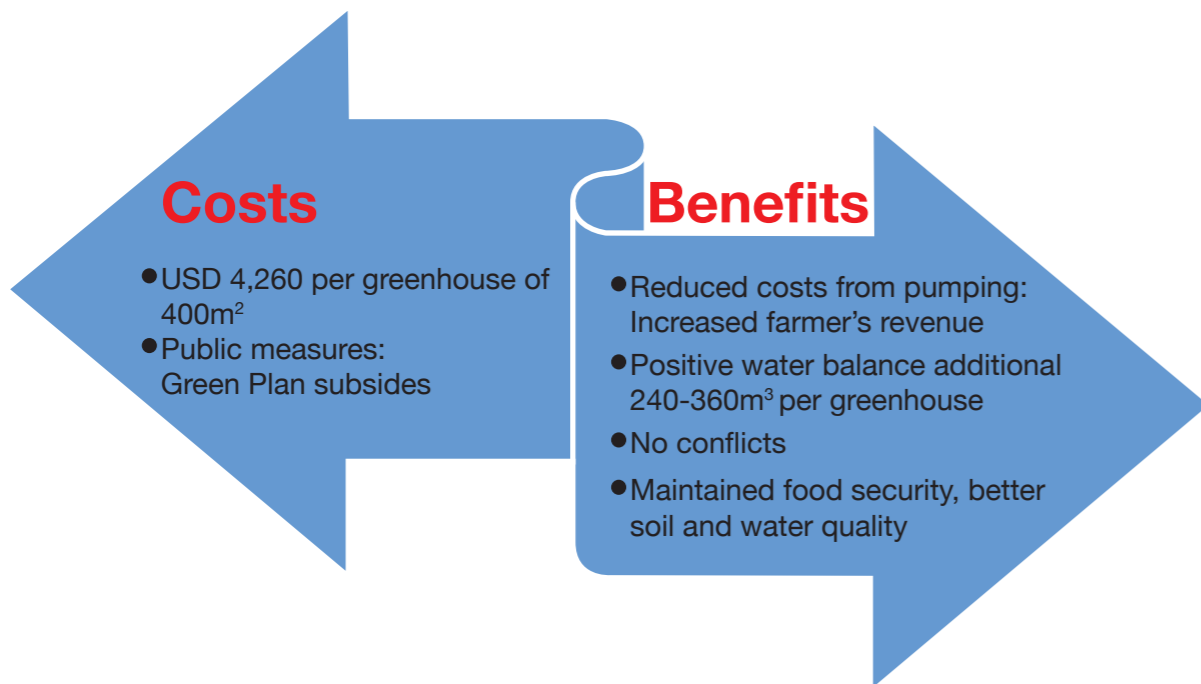 Costs
●USD 4,260 per greenhouse of
400m²
●Public measures:
Green Plan subsides
Benefits
●Reduced costs from pumping:
Increased farmer’s revenue
●Positive water balance additional
240-360m³ per greenhouse
●No conflicts
●Maintained food security, better
soil and water quality